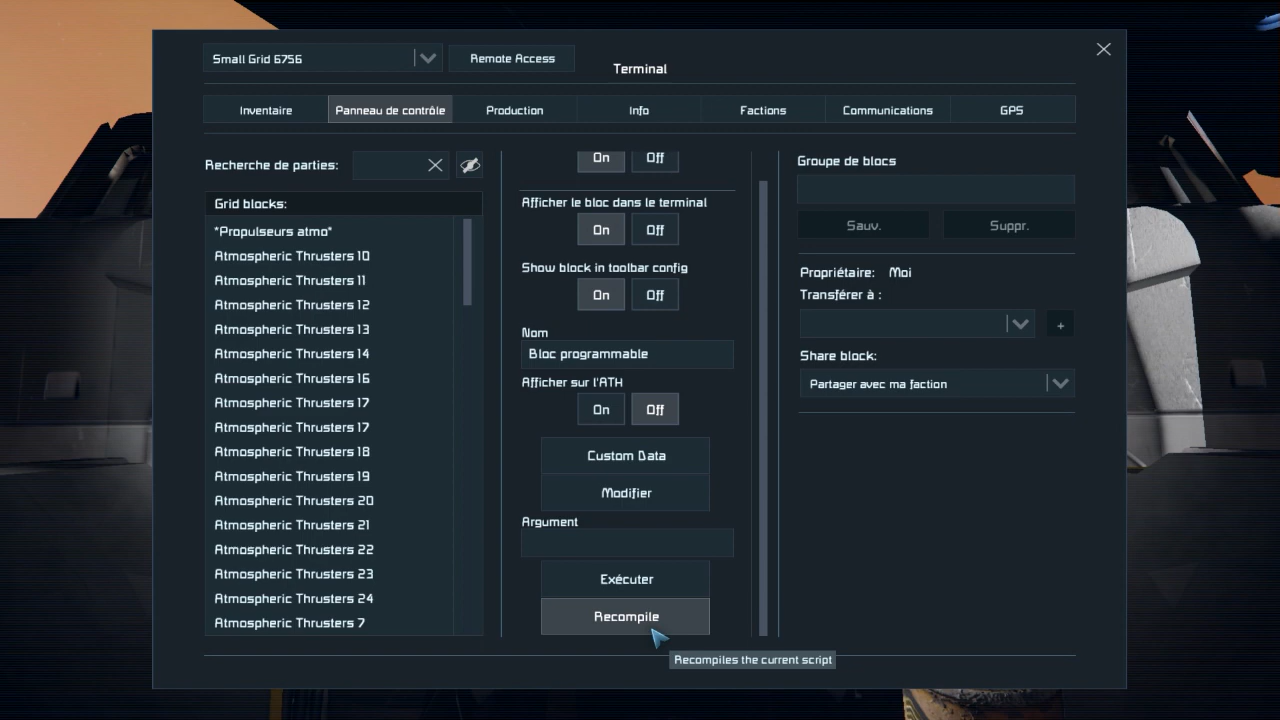 Small Grid 6756
Remote Access
Terminal
Inventaire
Panneau de contrôle
Production
Info
Factions
Communications
GPS
Recherche de parties:
Grid blocks:
*Propulseurs atmo*
Atmospheric Thrusters 10
Atmospheric Thrusters 11
Atmospheric Thrusters 12
Atmospheric Thrusters 13
Atmospheric Thrusters 14
Atmospheric Thrusters 16
Atmospheric Thrusters 17
Atmospheric Thrusters 17
Atmospheric Thrusters 18
Atmospheric Thrusters 19
Atmospheric Thrusters 20
Atmospheric Thrusters 21
Atmospheric Thrusters 22
Atmospheric Thrusters 23
Atmospheric Thrusters 24
Atmospheric Thrusters 7
On Off
Afficher le bloc dans le terminal
On Off
Show block in toolbar config
On Off
Nom
Bloc programmable
Afficher sur l'ATH
On Off
Custom Data
Modifier
Argument
Exécuter
Recompile
Recompiles the current script
Groupe de blocs
Sauv. Suppr.
Propriétaire: Moi
Transférer à :
+
Share block:
Partager avec ma faction